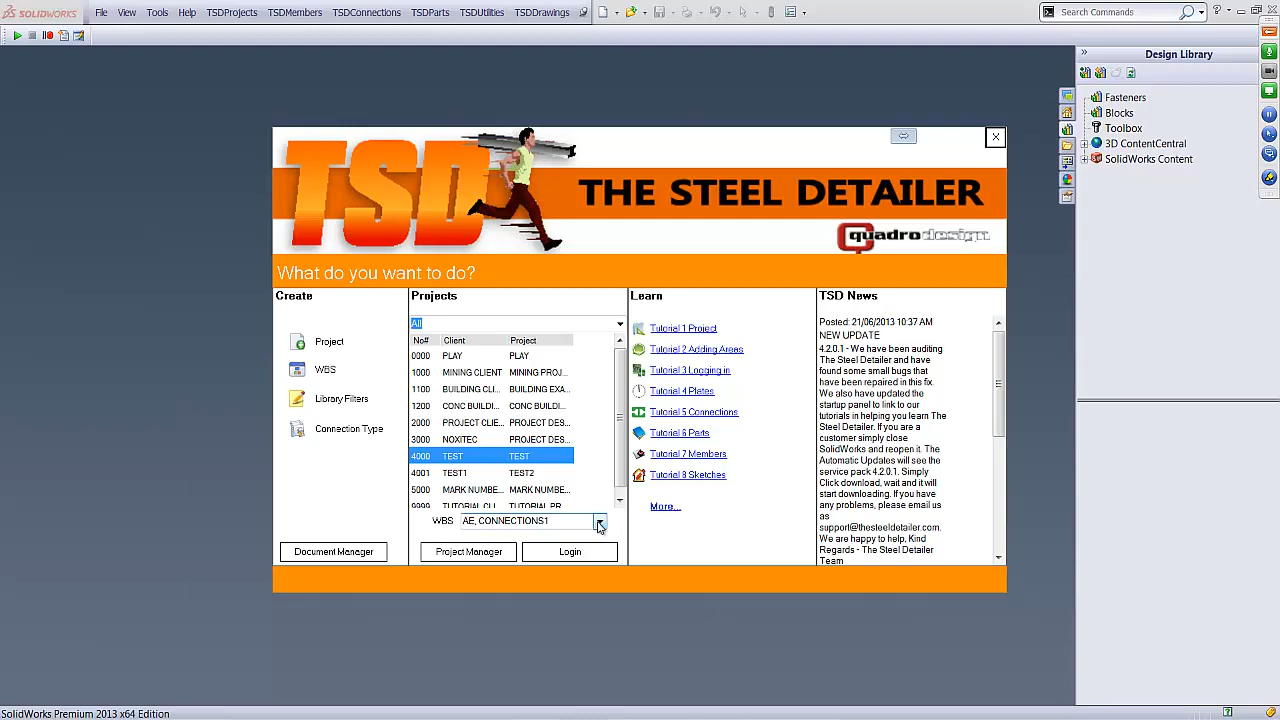 SOLIDWORKS File View Tools Help TSDProjects TSDMembers TSDConnections TSDParts TSDUtilities TSDDrawings Search Commands
Design Library
Fasteners
Blocks
Toolbox
3D ContentCentral
SolidWorks Content
TSD
THE STEEL DETAILER
quadrodesign
What do you want to do?
Create
Project
WBS
Library Filters
Connection Type
Document Manager
Projects
All
No# Client Project
0000 PLAY PLAY
1000 MINING CLIENT MINING PROJ...
1100 BUILDING CLI... BUILDING EXA...
1200 CONC BUILDI... CONC BUILDI...
2000 PROJECT CLIE... PROJECT DES...
3000 NOXITEC PROJECT DES...
4000 TEST TEST
4001 TEST1 TEST2
5000 MARK NUMBE... MARK NUMBE...
9999 TUTORIAL CLI... TUTORIAL PR...
WBS AE, CONNECTIONS1
Project Manager Login
Learn
Tutorial 1 Project
Tutorial 2 Adding Areas
Tutorial 3 Logging in
Tutorial 4 Plates
Tutorial 5 Connections
Tutorial 6 Parts
Tutorial 7 Members
Tutorial 8 Sketches
More...
TSD News
Posted: 21/06/2013 10:37 AM
NEW UPDATE
4.2.0.1 - We have been auditing
The Steel Detailer and have
found some small bugs that
have been repaired in this fix.
We also have updated the
startup panel to link to our
tutorials in helping you learn The
Steel Detailer. If you are a
customer simply close
SolidWorks and reopen it. The
Automatic Updates will see the
service pack 4.2.0.1. Simply
Click download, wait and it will
start downloading. If you have
any problems, please email us
as
support@thesteeldetailer.com.
We are happy to help, Kind
Regards - The Steel Detailer
Team
SolidWorks Premium 2013 x64 Edition